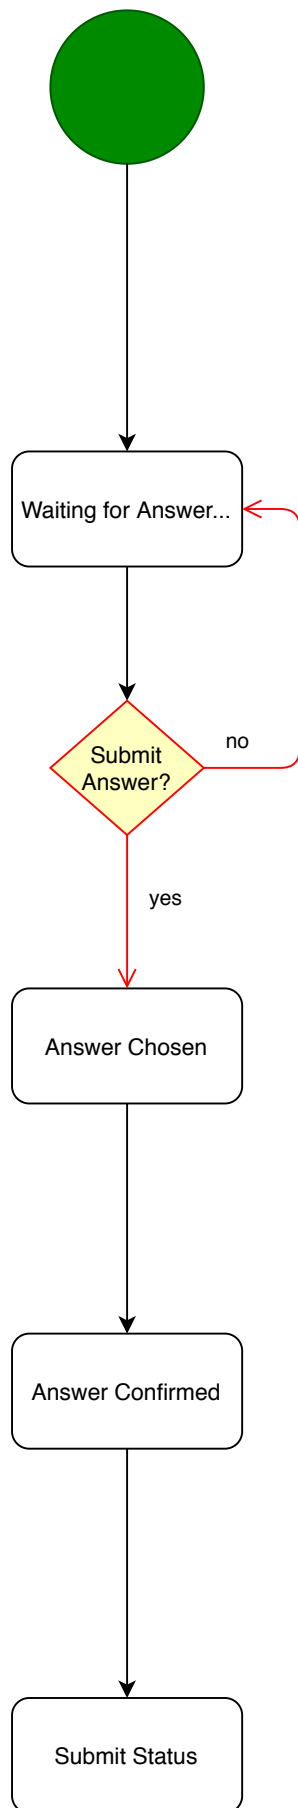 Waiting for Answer...
Submit
Answer?
no
yes
Answer Chosen
Answer Confirmed
Submit Status